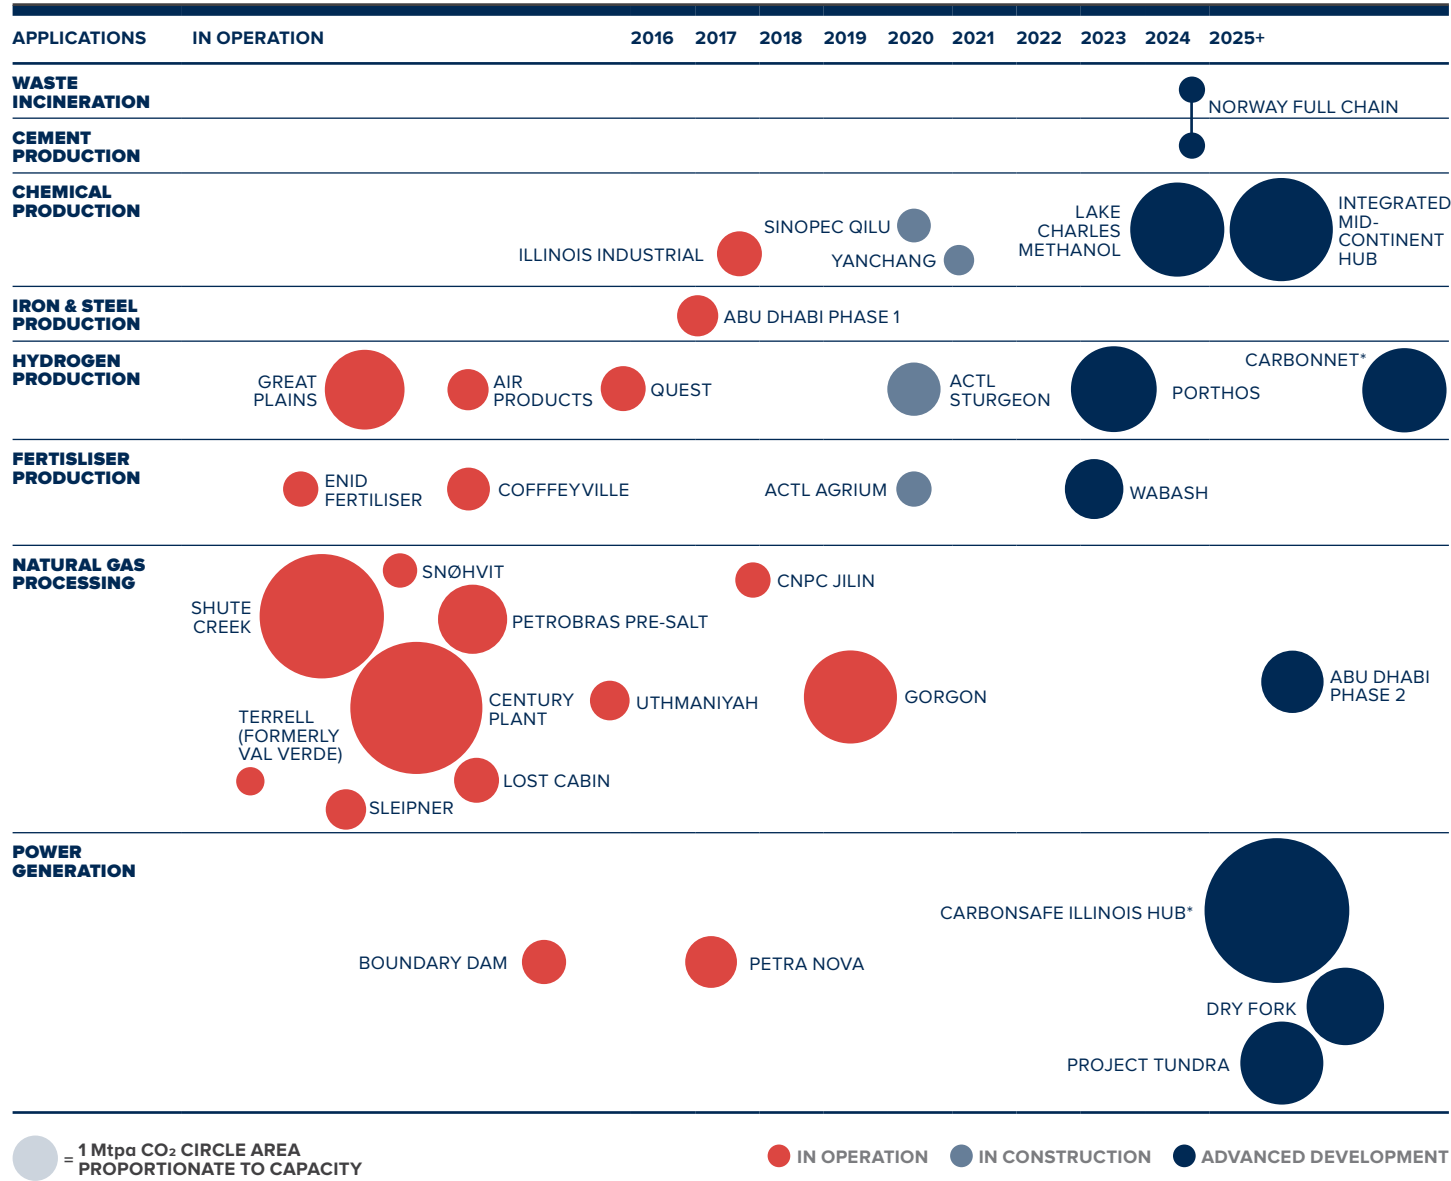 APPLICATIONS IN OPERATION 2016 2017 2018 2019 2020 2021 2022 2023 2024 2025+
WASTE
INCINERATION
NORWAY FULL CHAIN
CEMENT
PRODUCTION
CHEMICAL
PRODUCTION
ILLINOIS INDUSTRIAL
SINOPEC QILU
YANCHANG
LAKE
CHARLES
METHANOL
INTEGRATED
MID-
CONTINENT
HUB
IRON & STEEL
PRODUCTION
ABU DHABI PHASE 1
HYDROGEN
PRODUCTION
GREAT
PLAINS
AIR
PRODUCTS
QUEST
ACTL
STURGEON
PORTHOS
CARBONNET*
FERTISLISER
PRODUCTION
ENID
FERTILISER
COFFFEYVILLE
ACTL AGRIUM
WABASH
NATURAL GAS
PROCESSING
SHUTE
CREEK
SNØHVIT
PETROBRAS PRE-SALT
CENTURY
PLANT
TERRELL
(FORMERLY
VAL VERDE)
SLEIPNER
LOST CABIN
UTHMANIYAH
CNPC JILIN
GORGON
ABU DHABI
PHASE 2
POWER
GENERATION
BOUNDARY DAM
PETRA NOVA
CARBONSAFE ILLINOIS HUB*
DRY FORK
PROJECT TUNDRA
= 1 Mtpa CO₂ CIRCLE AREA
PROPORTIONATE TO CAPACITY
IN OPERATION IN CONSTRUCTION ADVANCED DEVELOPMENT